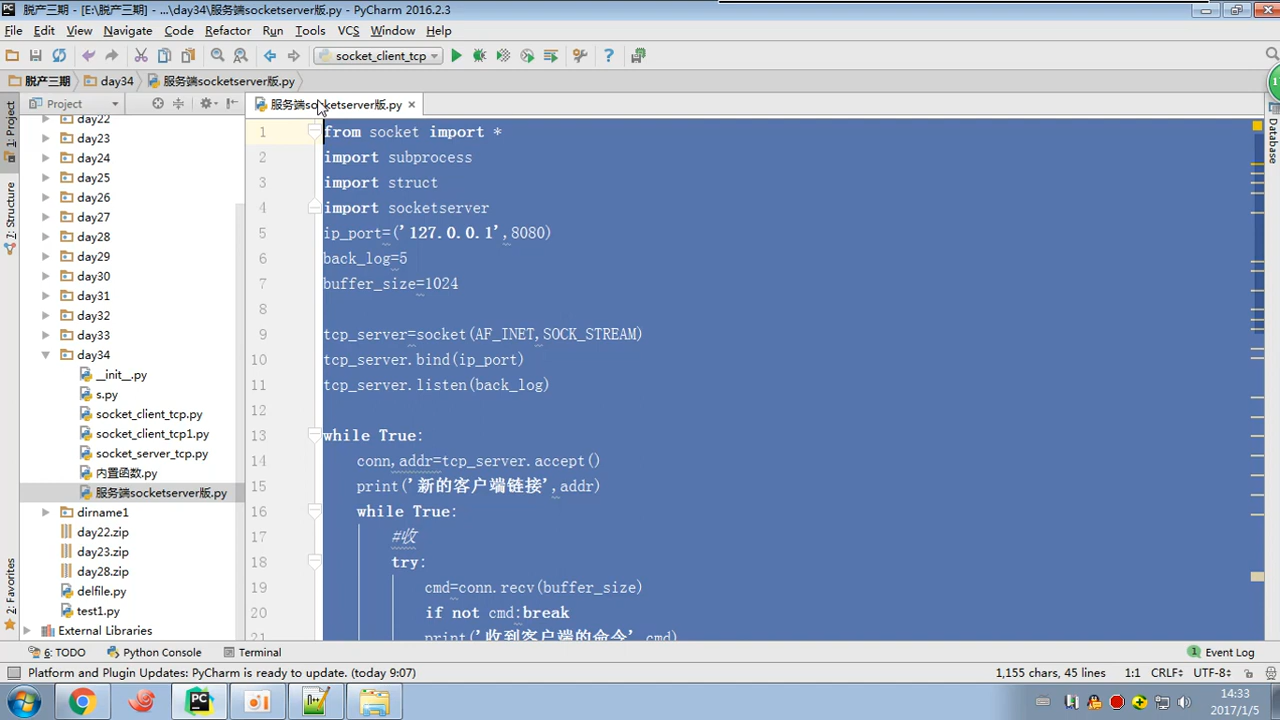 脱产三期 - [E:\脱产三期] - ...\day34\服务端socketserver版.py - PyCharm 2016.2.3
File Edit View Navigate Code Refactor Run Tools VCS Window Help
socket_client_tcp
脱产三期 day34 服务端socketserver版.py
Project
服务端socketserver版.py
1: Project
7: Structure
2: Favorites
Database
day22
day23
day24
day25
day26
day27
day28
day29
day30
day31
day32
day33
day34
__init__.py
s.py
socket_client_tcp.py
socket_client_tcp1.py
socket_server_tcp.py
内置函数.py
服务端socketserver版.py
dirname1
day22.zip
day23.zip
day28.zip
delfile.py
test1.py
External Libraries
1 from socket import *
2 import subprocess
3 import struct
4 import socketserver
5 ip_port=('127.0.0.1',8080)
6 back_log=5
7 buffer_size=1024
8
9 tcp_server=socket(AF_INET,SOCK_STREAM)
10 tcp_server.bind(ip_port)
11 tcp_server.listen(back_log)
12
13 while True:
14 conn,addr=tcp_server.accept()
15 print('新的客户端链接',addr)
16 while True:
17 #收
18 try:
19 cmd=conn.recv(buffer_size)
20 if not cmd:break
21 print('收到客户端的命令',cmd)
6: TODO Python Console Terminal 1 Event Log
Platform and Plugin Updates: PyCharm is ready to update. (today 9:07) 1,155 chars, 45 lines 1:1 CRLF UTF-8
14:33
2017/1/5